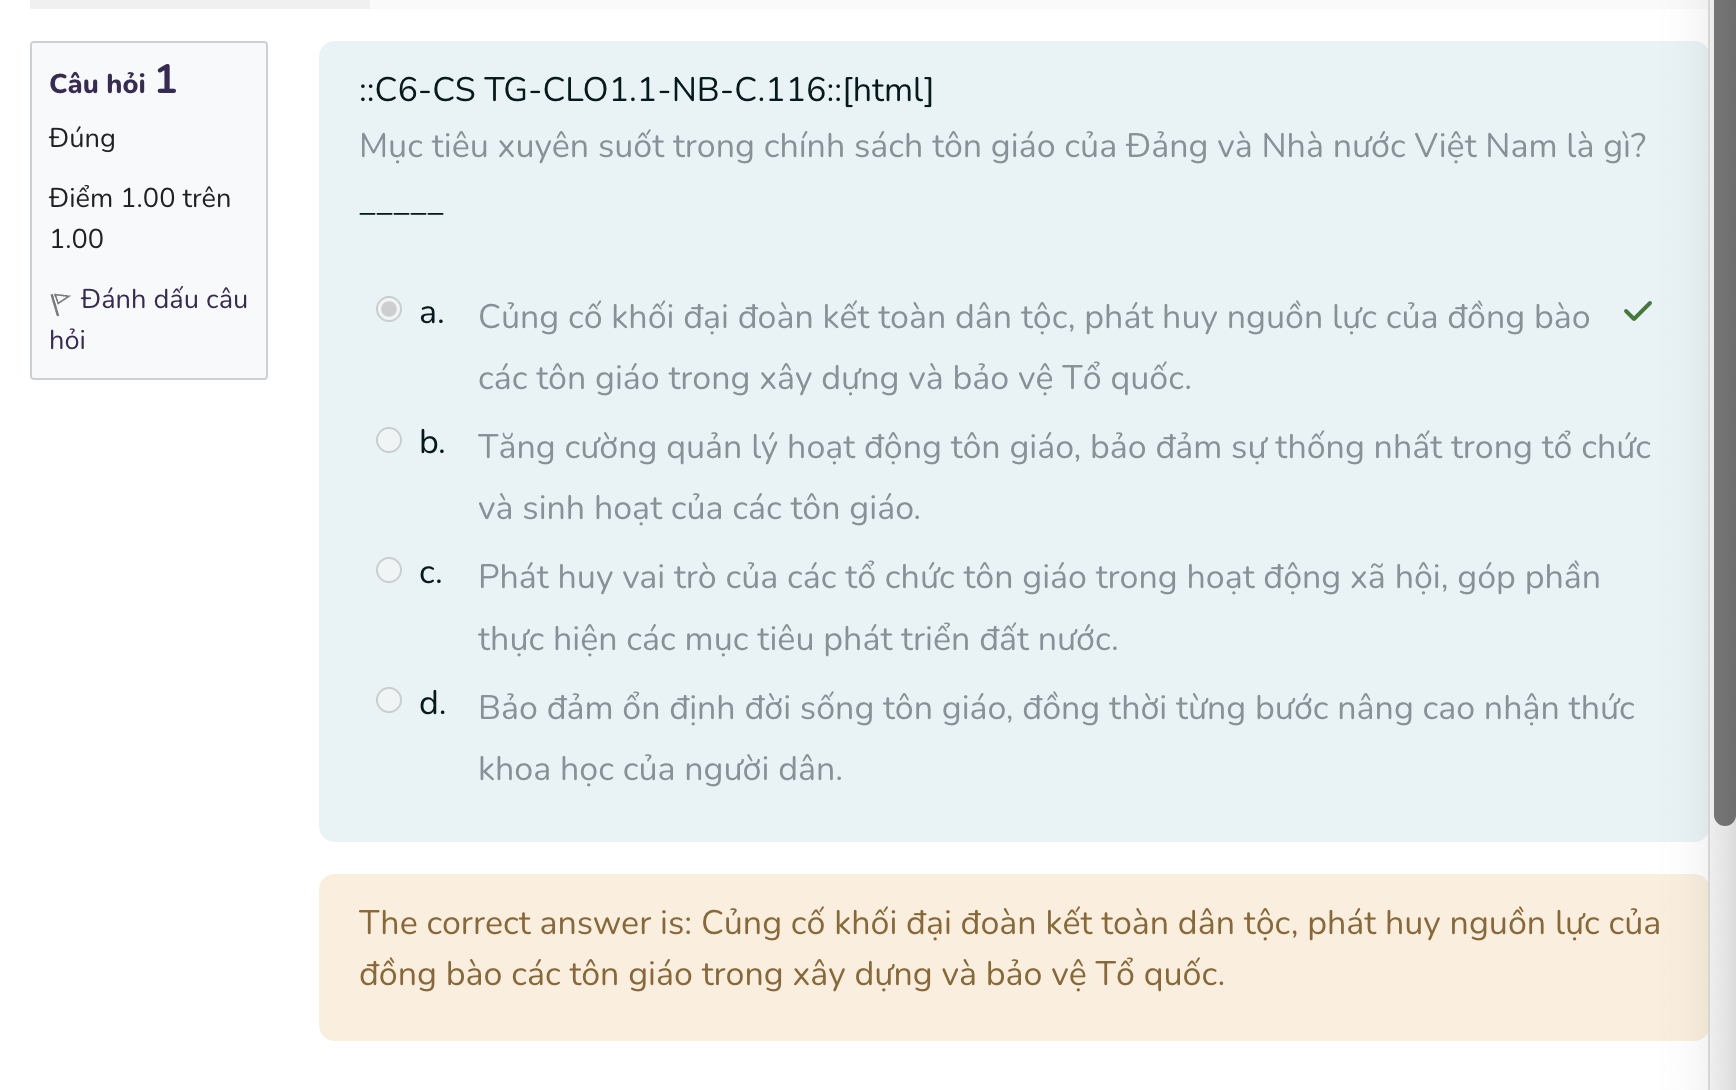 Câu hỏi 1
Đúng
Điểm 1.00 trên
1.00
Đánh dấu câu
hỏi
::C6-CS TG-CLO1.1-NB-C.116::[html]
Mục tiêu xuyên suốt trong chính sách tôn giáo của Đảng và Nhà nước Việt Nam là gì?
_____
a. Củng cố khối đại đoàn kết toàn dân tộc, phát huy nguồn lực của đồng bào
các tôn giáo trong xây dựng và bảo vệ Tổ quốc.
b. Tăng cường quản lý hoạt động tôn giáo, bảo đảm sự thống nhất trong tổ chức
và sinh hoạt của các tôn giáo.
c. Phát huy vai trò của các tổ chức tôn giáo trong hoạt động xã hội, góp phần
thực hiện các mục tiêu phát triển đất nước.
d. Bảo đảm ổn định đời sống tôn giáo, đồng thời từng bước nâng cao nhận thức
khoa học của người dân.
The correct answer is: Củng cố khối đại đoàn kết toàn dân tộc, phát huy nguồn lực của
đồng bào các tôn giáo trong xây dựng và bảo vệ Tổ quốc.